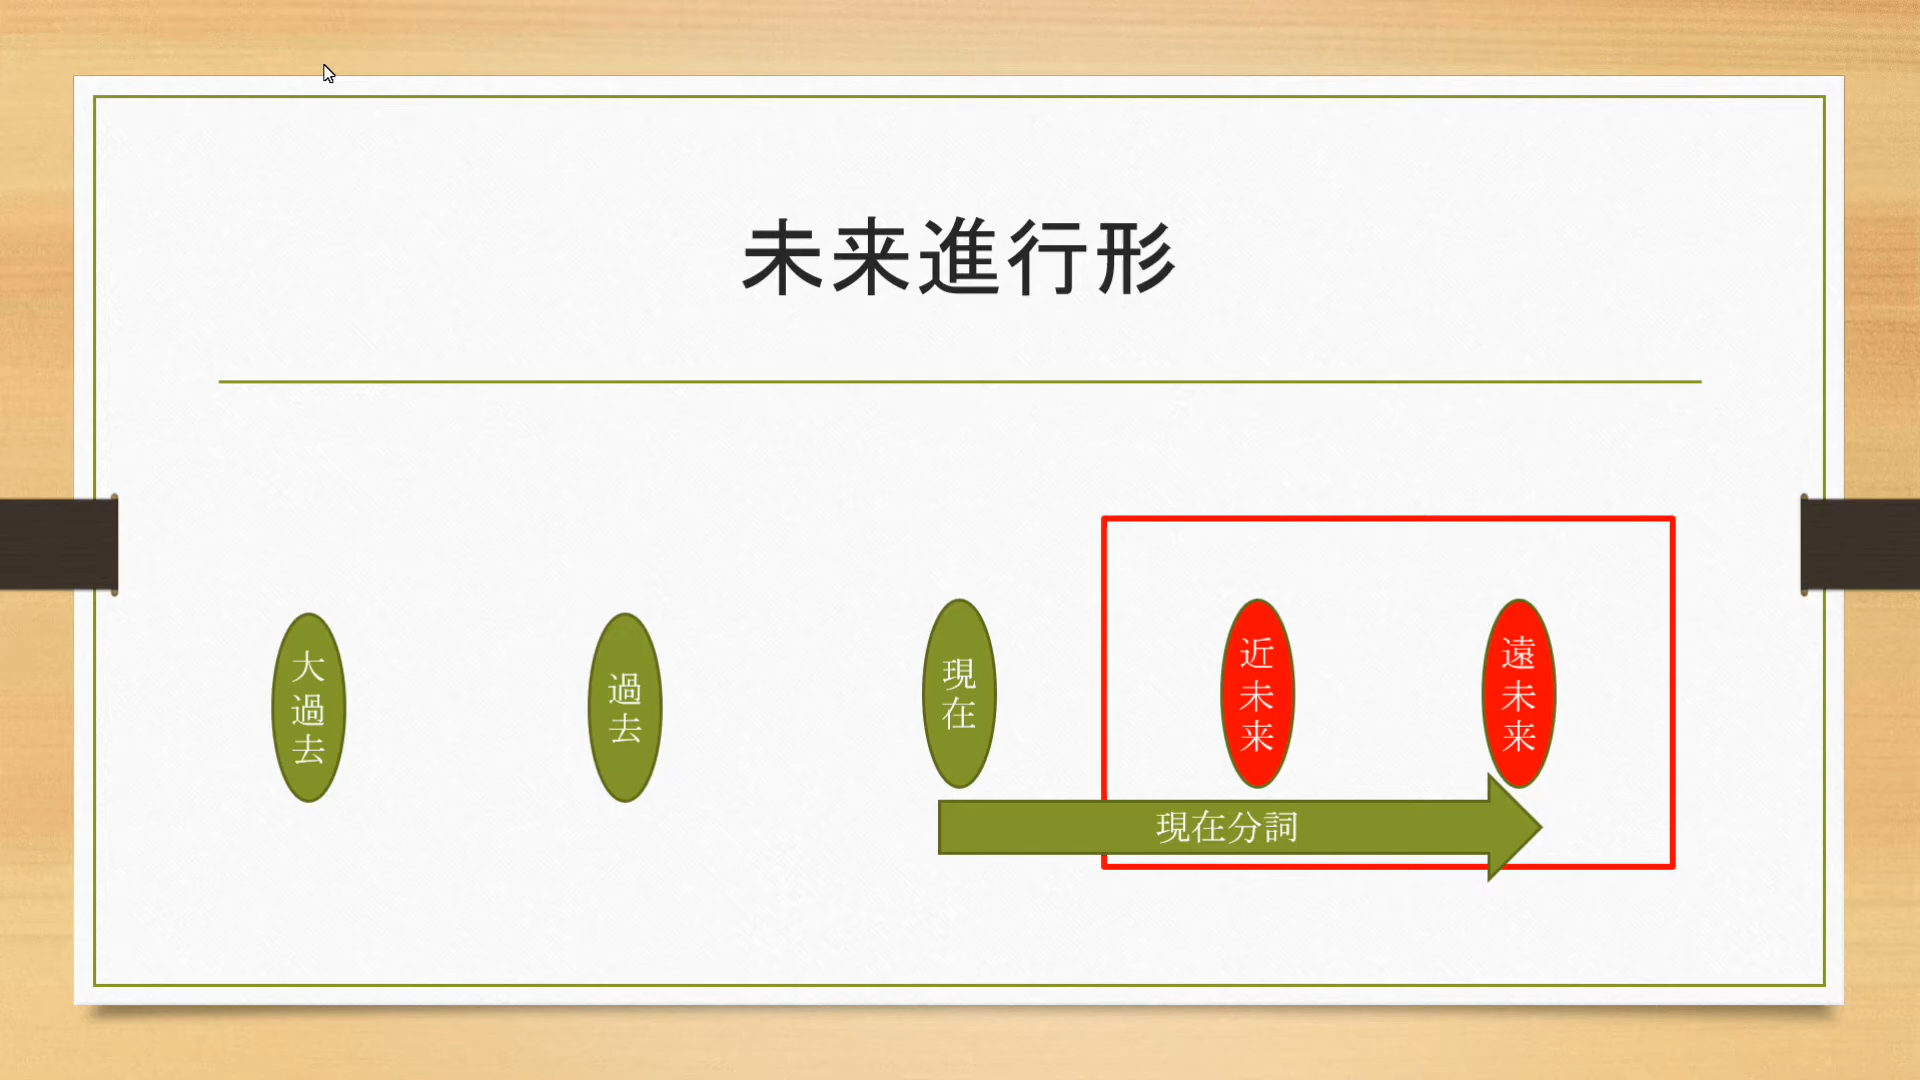 未来進行形
大過去
過去
現在
近未来
遠未来
現在分詞